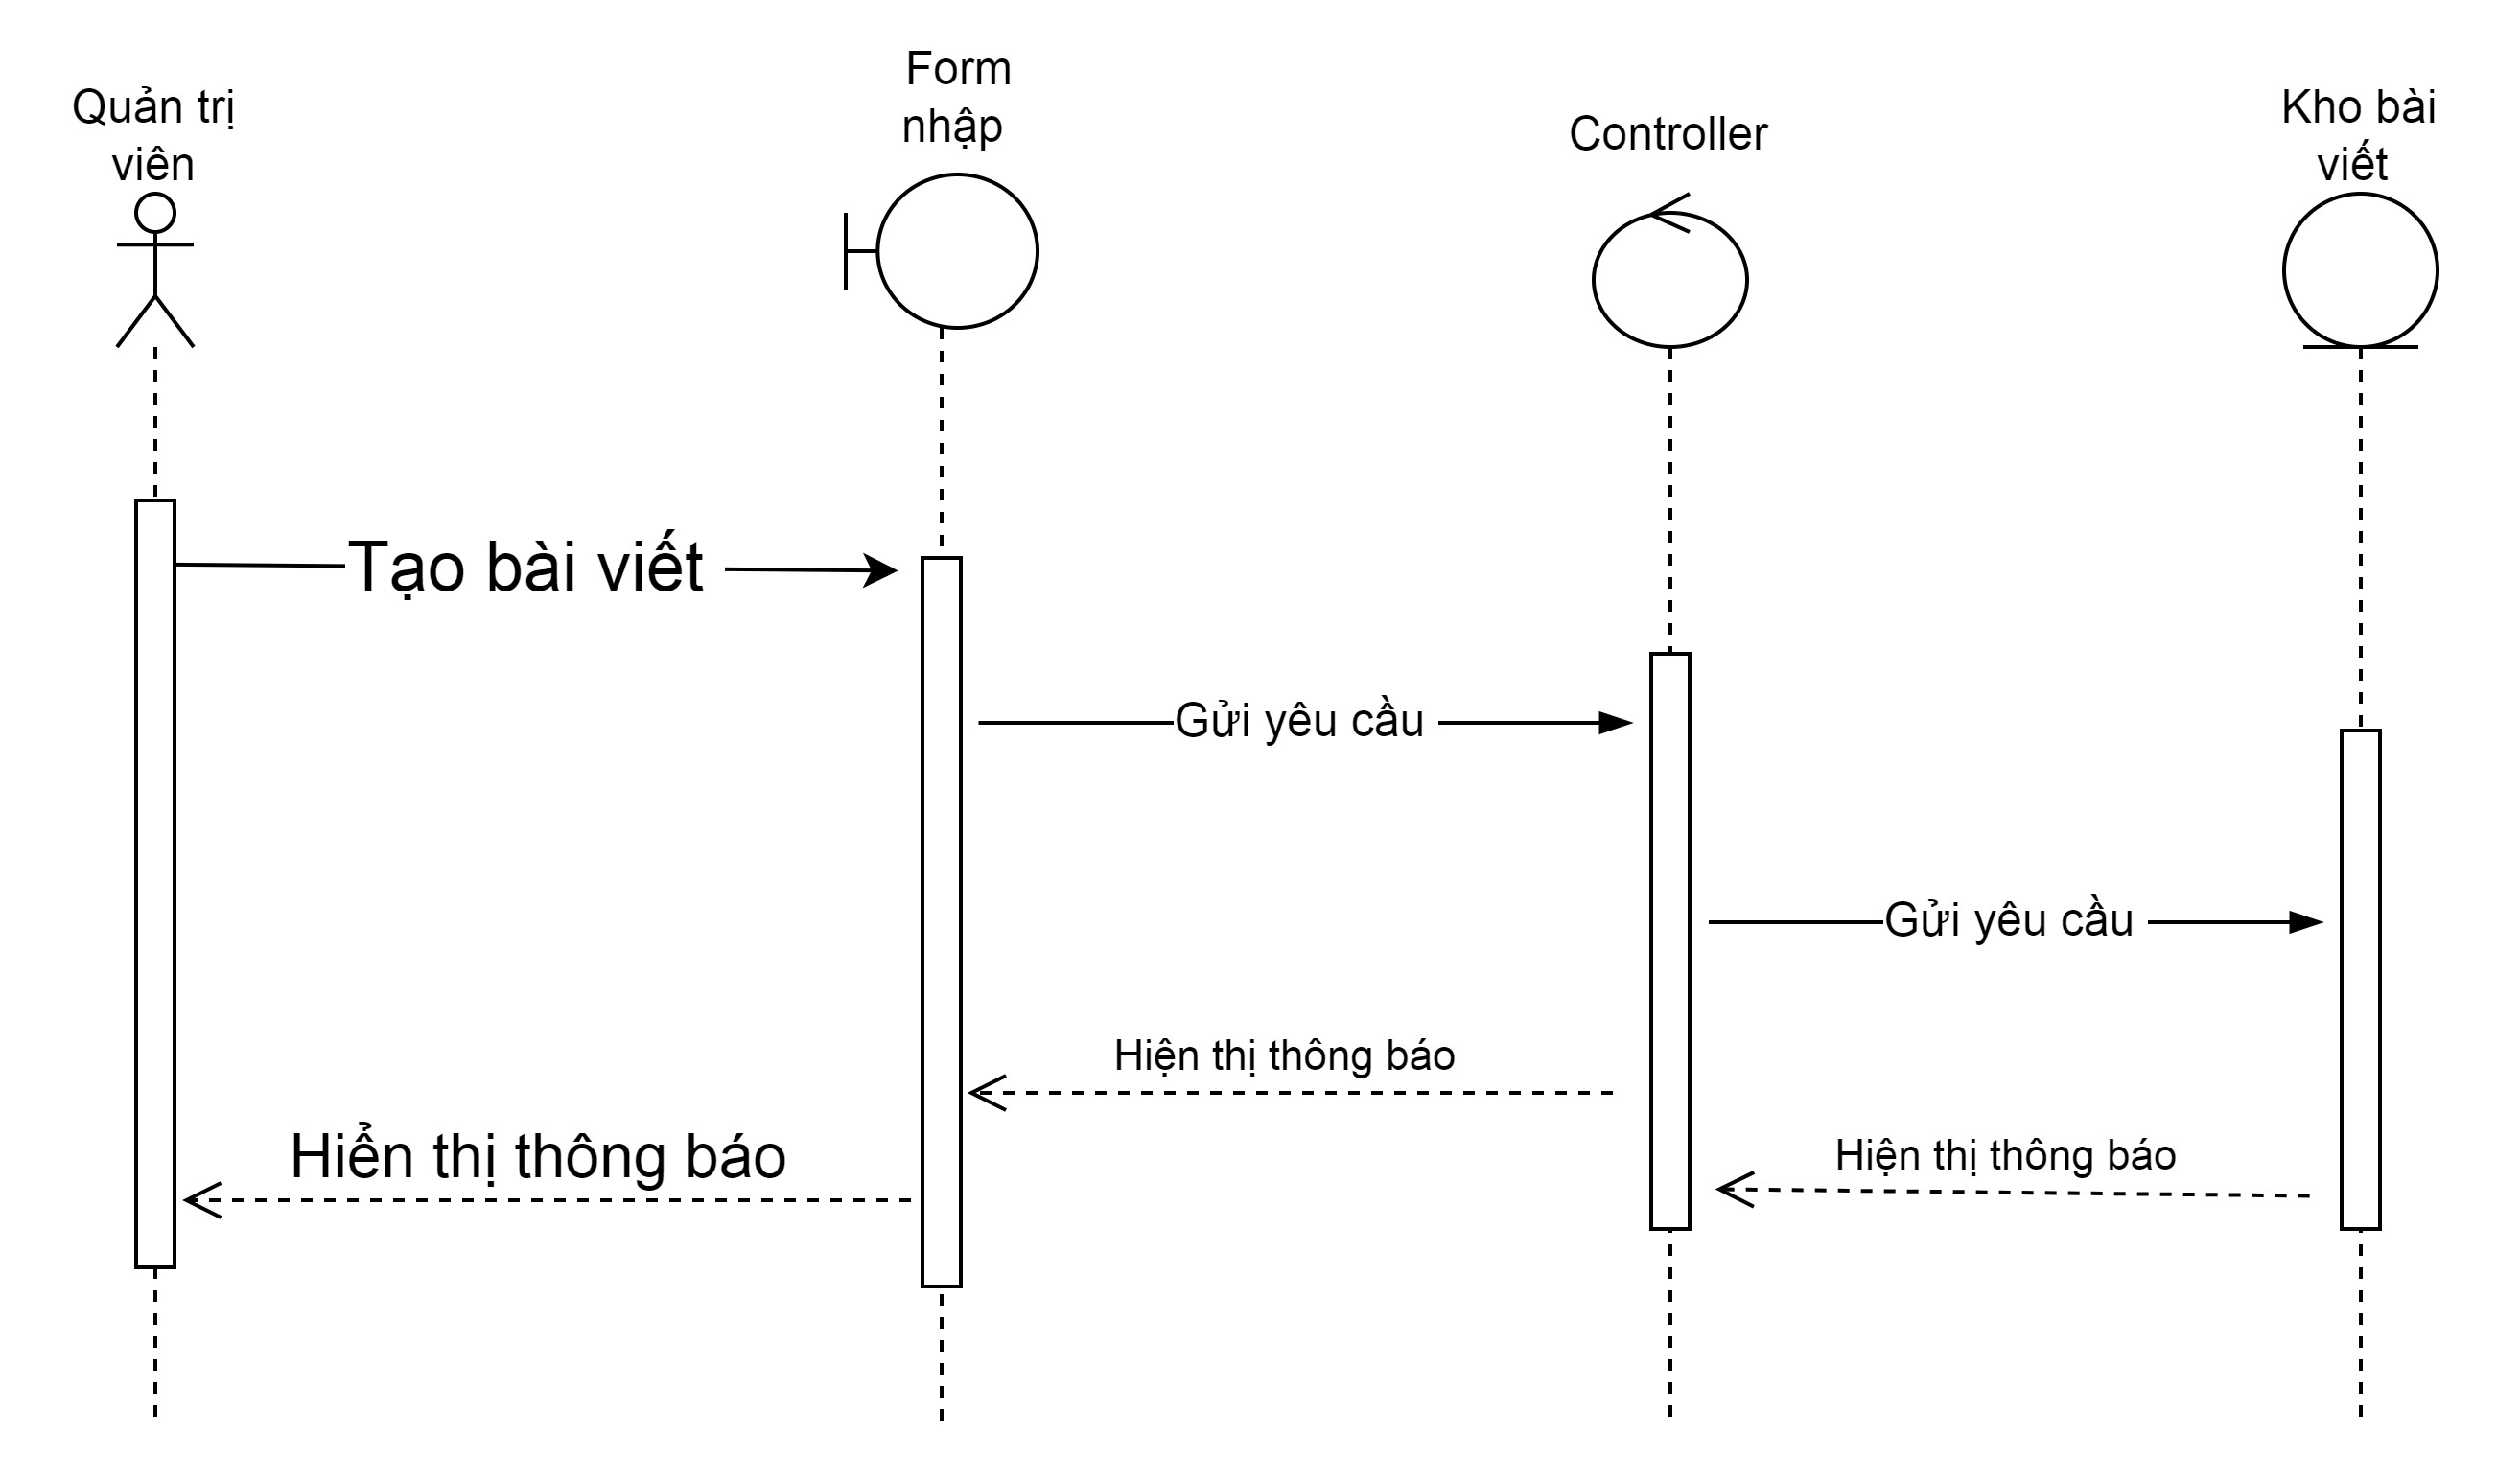 Quản trị
viên
Form
nhập
Controller
Kho bài
viết
Tạo bài viết
Gửi yêu cầu
Gửi yêu cầu
Hiện thị thông báo
Hiển thị thông báo
Hiện thị thông báo